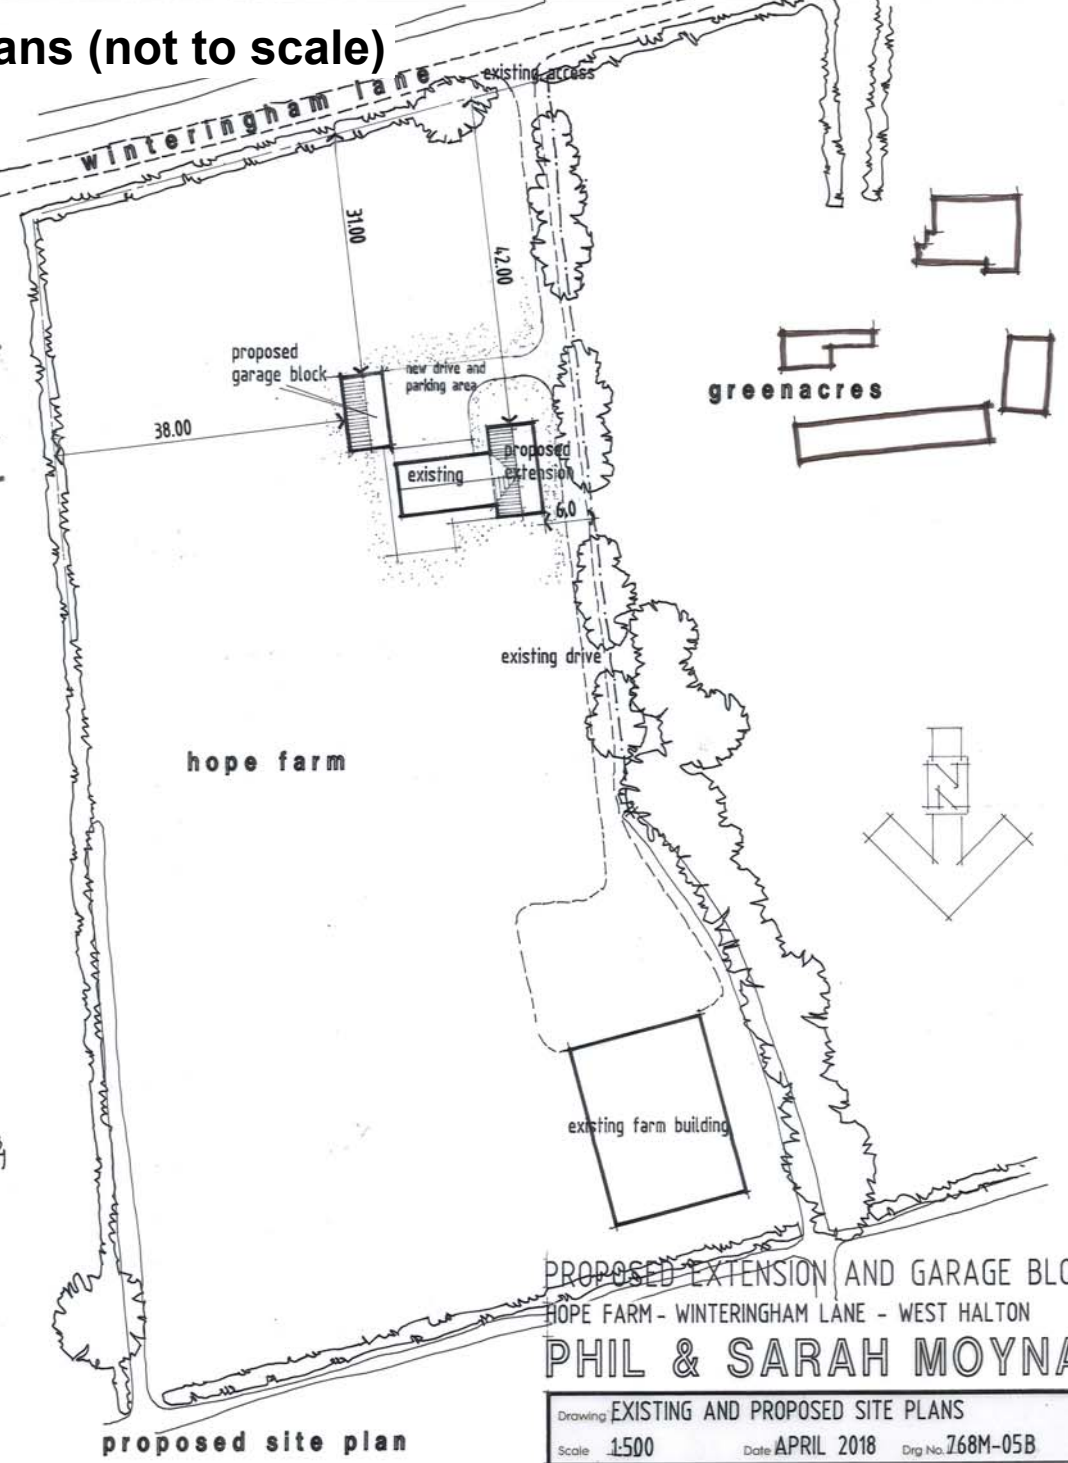 ans (not to scale)
existing access
winteringham lane
31.00
42.00
proposed
garage block
new drive and
parking area
greenacres
38.00
proposed
extension
existing
6.0
existing drive
hope farm
N
existing farm building
PROPOSED EXTENSION AND GARAGE BLO
HOPE FARM - WINTERINGHAM LANE - WEST HALTON
PHIL & SARAH MOYNA
Drawing EXISTING AND PROPOSED SITE PLANS
Scale 1:500 Date APRIL 2018 Drg No. 768M-05B
proposed site plan